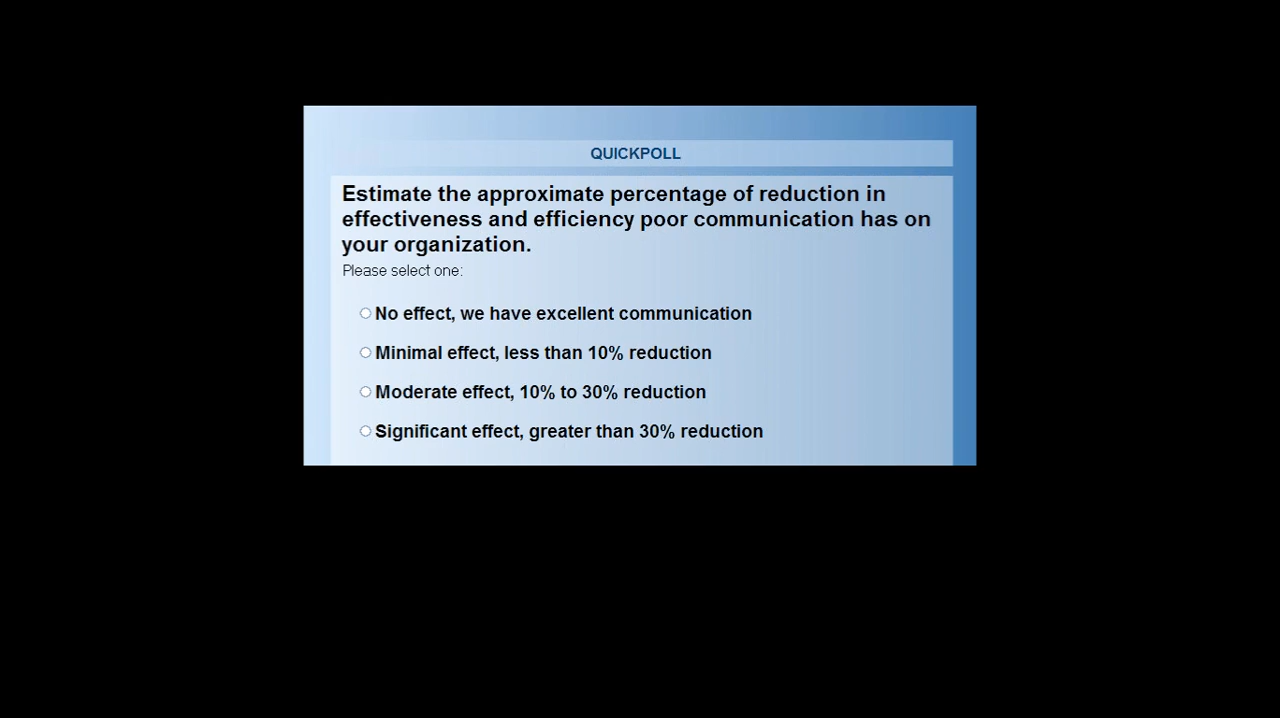 QUICKPOLL
Estimate the approximate percentage of reduction in
effectiveness and efficiency poor communication has on
your organization.
Please select one:
No effect, we have excellent communication
Minimal effect, less than 10% reduction
Moderate effect, 10% to 30% reduction
Significant effect, greater than 30% reduction